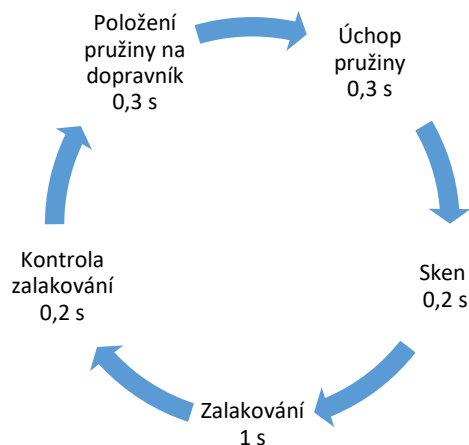 Položení
pružiny na
dopravník
0,3 s
Úchop
pružiny
0,3 s
Sken
0,2 s
Zalakování
1 s
Kontrola
zalakování
0,2 s